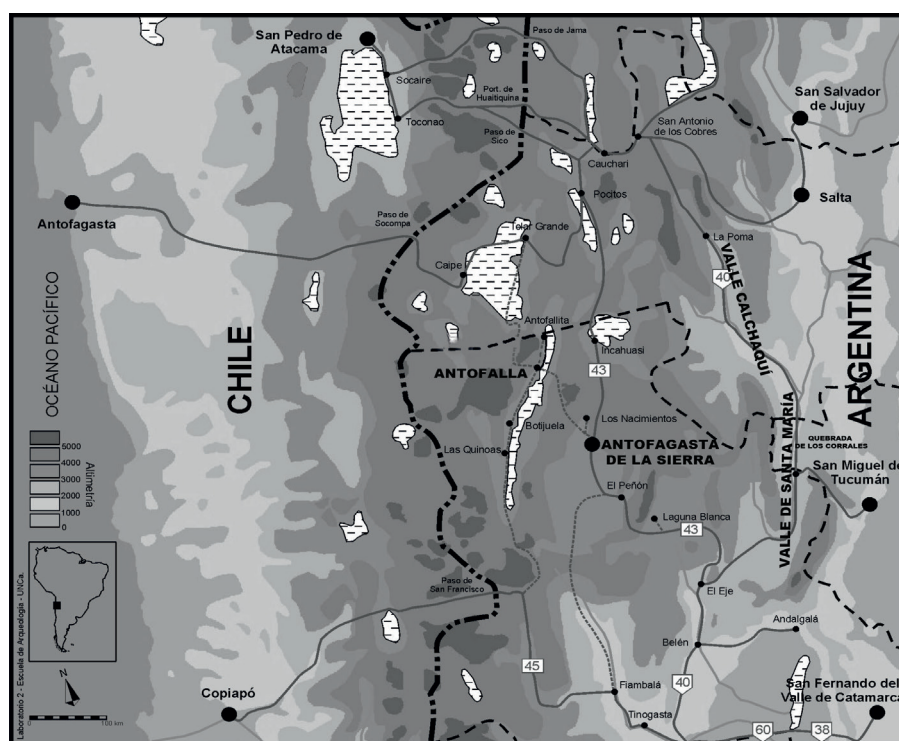 San Pedro de
Atacama
Paso de Jama
Socaire
Port. de
Huaitiquina
San Salvador
de Jujuy
Toconao
Paso de
Sico
San Antonio
de los Cobres
Cauchari
Antofagasta
Pocitos
Salta
Paso de
Socompa
Tolar Grande
La Poma
Caipe
40
VALLE CALCHAQUÍ
OCÉANO PACÍFICO
CHILE
ARGENTINA
Antofallita
Incahuasi
ANTOFALLA
43
Botijuela
Los Nacimientos
Las Quinoas
ANTOFAGASTA
DE LA SIERRA
VALLE DE SANTA MARÍA
QUEBRADA
DE LOS CORRALES
San Miguel de
Tucumán
5000
4000
3000
2000
1000
0
Altimetría
El Peñón
Laguna Blanca
43
Paso de
San Francisco
El Eje
Andalgalá
Belén
45
Fiambalá
40
San Fernando del
Valle de Catamarca
Copiapó
Tinogasta
60
38
N
100 km
Laboratorio 2 - Escuela de Arqueología - UNCa.